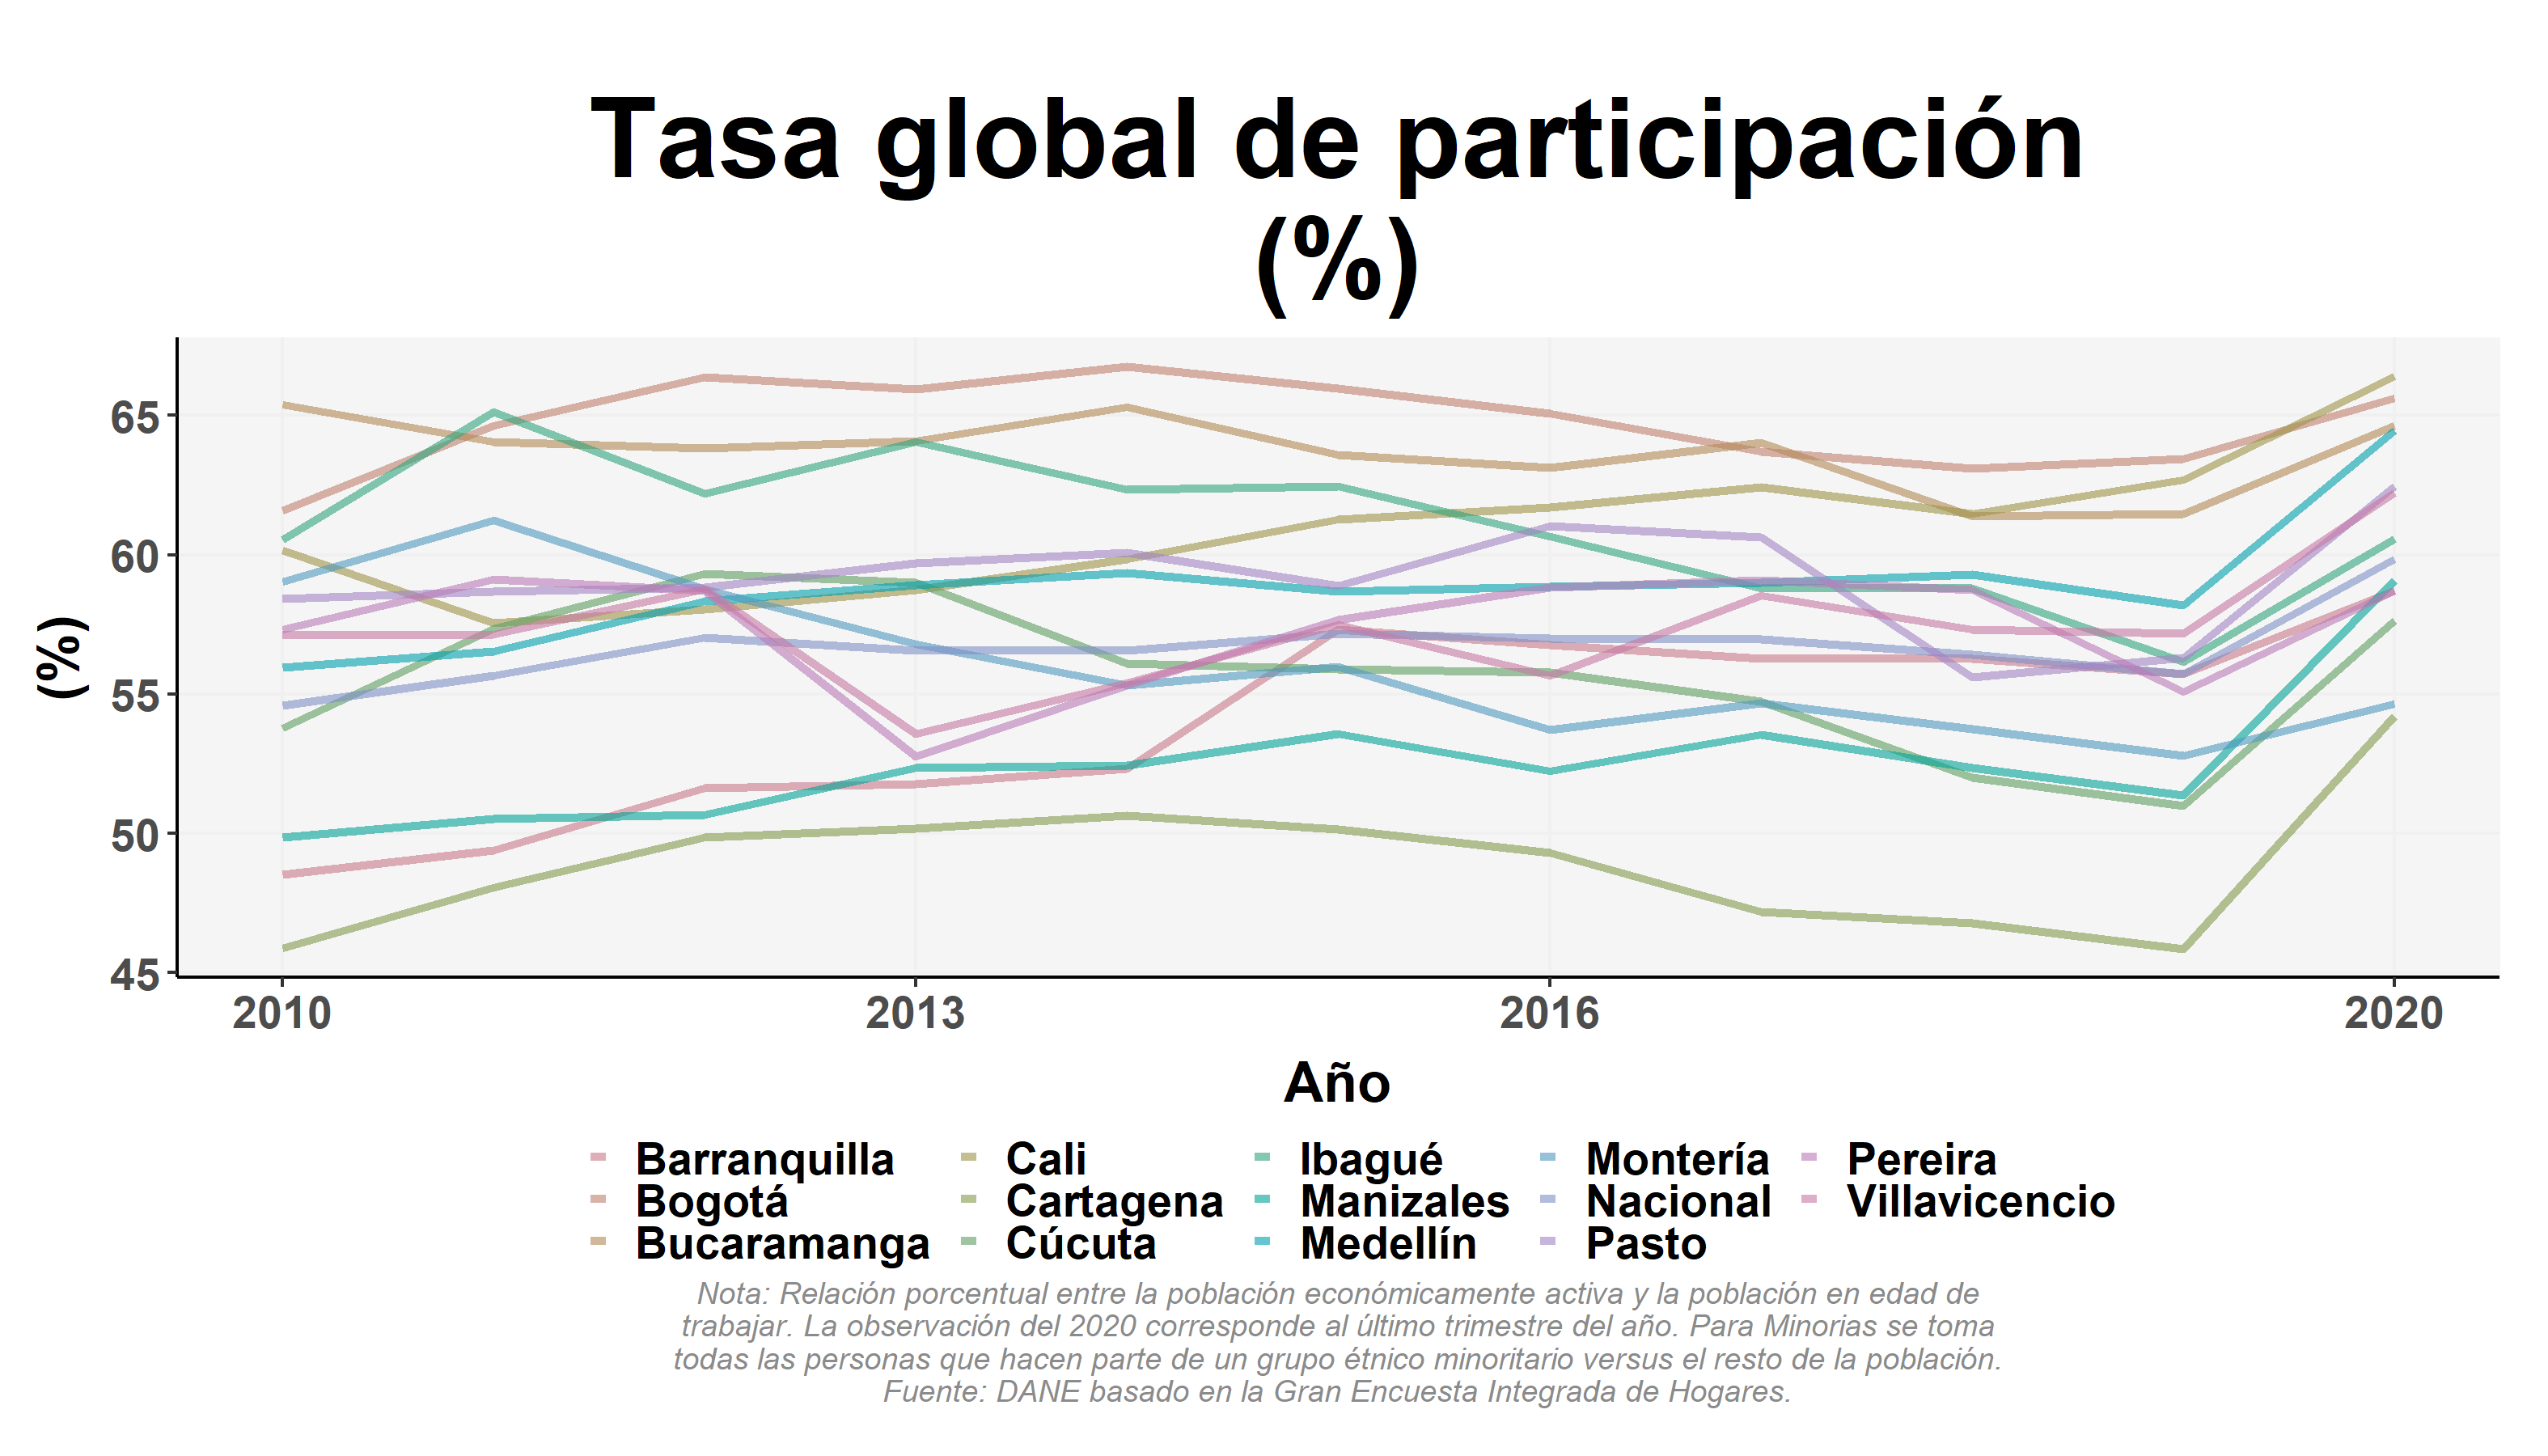 Tasa global de participación
(%)
(%)
65
60
55
50
45
2010 2013 2016 2020
Año
Barranquilla Cali Ibagué Montería Pereira
Bogotá Cartagena Manizales Nacional Villavicencio
Bucaramanga Cúcuta Medellín Pasto
Nota: Relación porcentual entre la población económicamente activa y la población en edad de
trabajar. La observación del 2020 corresponde al último trimestre del año. Para Minorias se toma
todas las personas que hacen parte de un grupo étnico minoritario versus el resto de la población.
Fuente: DANE basado en la Gran Encuesta Integrada de Hogares.